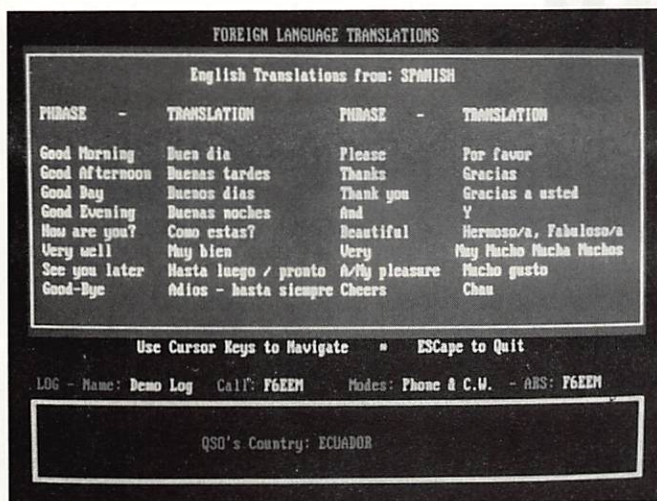 FOREIGN LANGUAGE TRANSLATIONS
English Translations from: SPANISH
PHRASE - TRANSLATION PHRASE - TRANSLATION
Good Morning Buen dia Please Por favor
Good Afternoon Buenas tardes Thanks Gracias
Good Day Buenos dias Thank you Gracias a usted
Good Evening Buenas noches And Y
How are you? Como estas? Beautiful Hermoso/a, Fabuloso/a
Very well Muy bien Very Muy Mucho Mucha Muchos
See you later Hasta luego / pronto A/My pleasure Mucho gusto
Good-Bye Adios - hasta siempre Cheers Chau
Use Cursor Keys to Navigate ESCape to Quit
LOG - Name: Demo Log Call: F6EEM Modes: Phone & C.W. - ARS: F6EEM
QSO's Country: ECUADOR